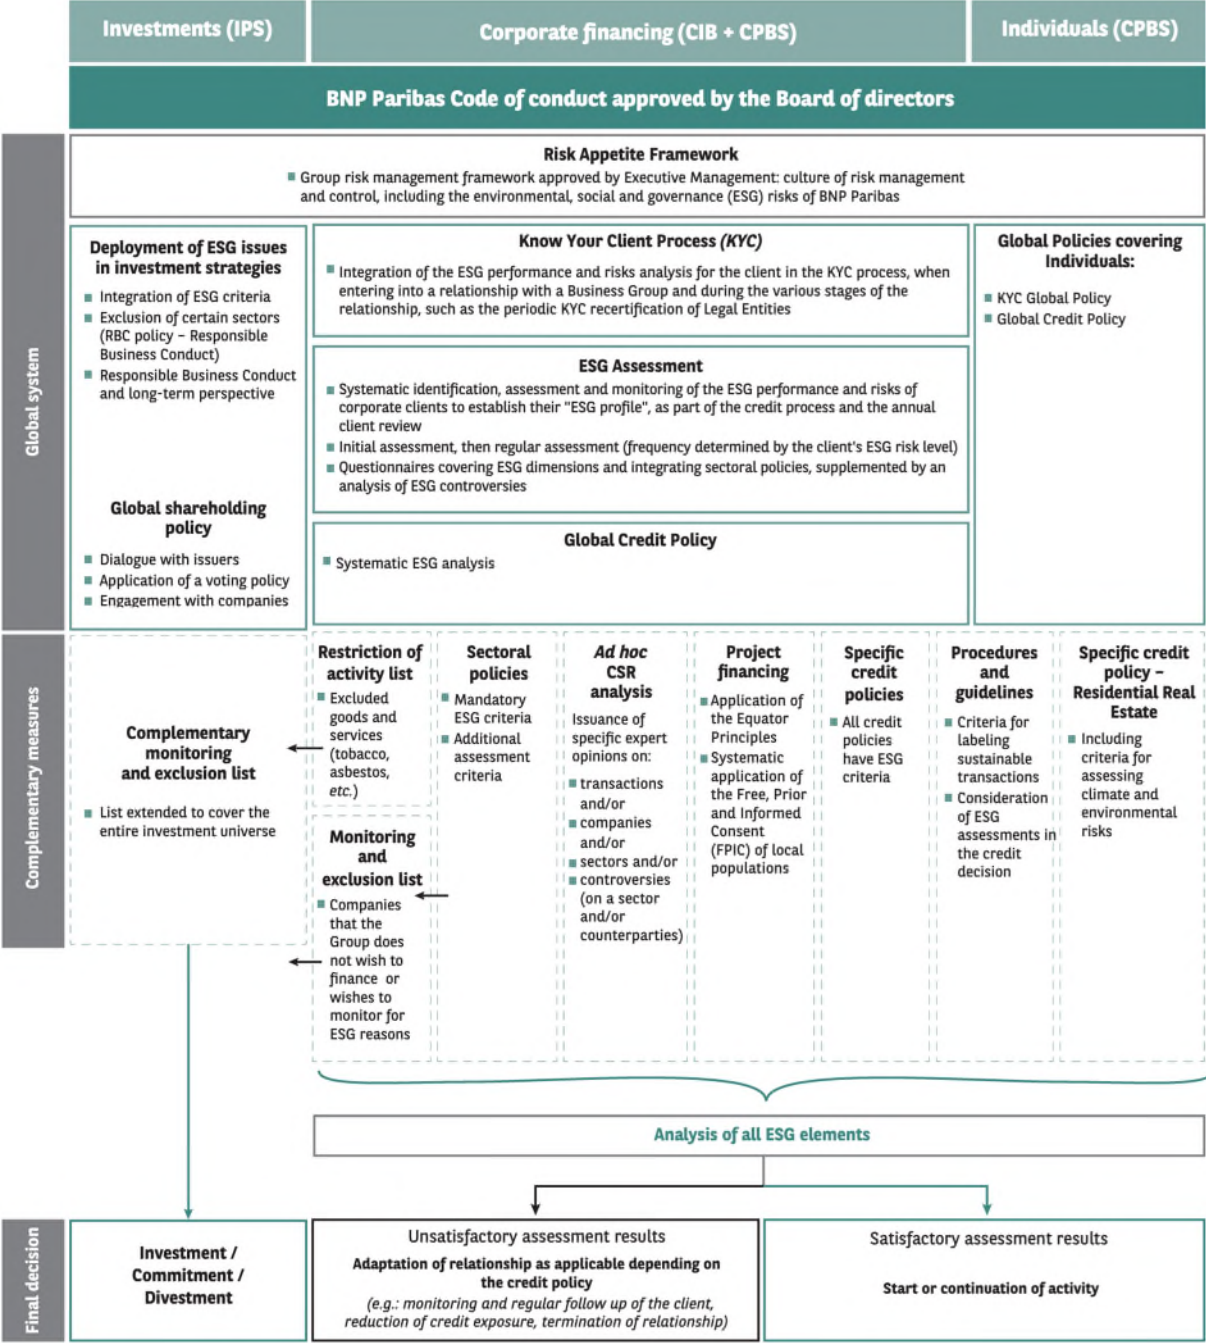 Investments (IPS)
Corporate financing (CIB + CPBS)
Individuals (CPBS)
BNP Paribas Code of conduct approved by the Board of directors
Global system
Risk Appetite Framework
Group risk management framework approved by Executive Management: culture of risk management
and control, including the environmental, social and governance (ESG) risks of BNP Paribas
Deployment of ESG issues
in investment strategies
Integration of ESG criteria
Exclusion of certain sectors
(RBC policy – Responsible
Business Conduct)
Responsible Business Conduct
and long-term perspective
Global shareholding
policy
Dialogue with issuers
Application of a voting policy
Engagement with companies
Know Your Client Process (KYC)
Integration of the ESG performance and risks analysis for the client in the KYC process, when
entering into a relationship with a Business Group and during the various stages of the
relationship, such as the periodic KYC recertification of Legal Entities
ESG Assessment
Systematic identification, assessment and monitoring of the ESG performance and risks of
corporate clients to establish their "ESG profile", as part of the credit process and the annual
client review
Initial assessment, then regular assessment (frequency determined by the client's ESG risk level)
Questionnaires covering ESG dimensions and integrating sectoral policies, supplemented by an
analysis of ESG controversies
Global Credit Policy
Systematic ESG analysis
Global Policies covering
Individuals:
KYC Global Policy
Global Credit Policy
Complementary measures
Complementary
monitoring
and exclusion list
List extended to cover the
entire investment universe
Restriction of
activity list
Excluded
goods and
services
(tobacco,
asbestos,
etc.)
Monitoring
and
exclusion list
Companies
that the
Group does
not wish to
finance or
wishes to
monitor for
ESG reasons
Sectoral
policies
Mandatory
ESG criteria
Additional
assessment
criteria
Ad hoc
CSR
analysis
Issuance of
specific expert
opinions on:
transactions
and/or
companies
and/or
sectors and/or
controversies
(on a sector
and/or
counterparties)
Project
financing
Application of
the Equator
Principles
Systematic
application of
the Free, Prior
and Informed
Consent
(FPIC) of local
populations
Specific
credit
policies
All credit
policies
have ESG
criteria
Procedures
and
guidelines
Criteria for
labeling
sustainable
transactions
Consideration
of ESG
assessments in
the credit
decision
Specific credit
policy –
Residential Real
Estate
Including
criteria for
assessing
climate and
environmental
risks
Analysis of all ESG elements
Final decision
Investment /
Commitment /
Divestment
Unsatisfactory assessment results
Adaptation of relationship as applicable depending on
the credit policy
(e.g.: monitoring and regular follow up of the client,
reduction of credit exposure, termination of relationship)
Satisfactory assessment results
Start or continuation of activity